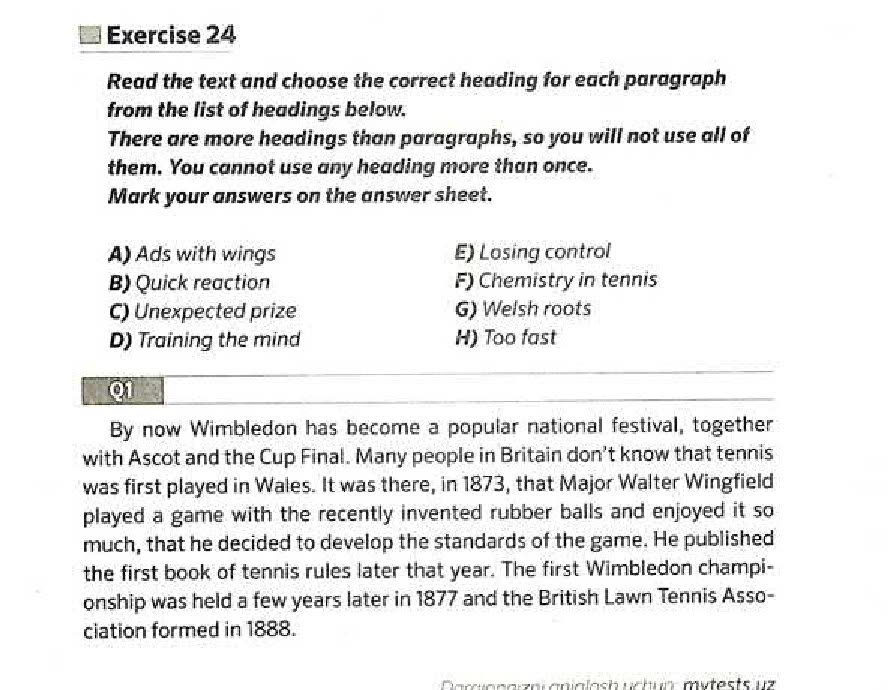 Exercise 24
Read the text and choose the correct heading for each paragraph
from the list of headings below.
There are more headings than paragraphs, so you will not use all of
them. You cannot use any heading more than once.
Mark your answers on the answer sheet.
A) Ads with wings
B) Quick reaction
C) Unexpected prize
D) Training the mind
E) Losing control
F) Chemistry in tennis
G) Welsh roots
H) Too fast
Q1
By now Wimbledon has become a popular national festival, together
with Ascot and the Cup Final. Many people in Britain don't know that tennis
was first played in Wales. It was there, in 1873, that Major Walter Wingfield
played a game with the recently invented rubber balls and enjoyed it so
much, that he decided to develop the standards of the game. He published
the first book of tennis rules later that year. The first Wimbledon champi-
onship was held a few years later in 1877 and the British Lawn Tennis Asso-
ciation formed in 1888.
uchun: mytests.uz